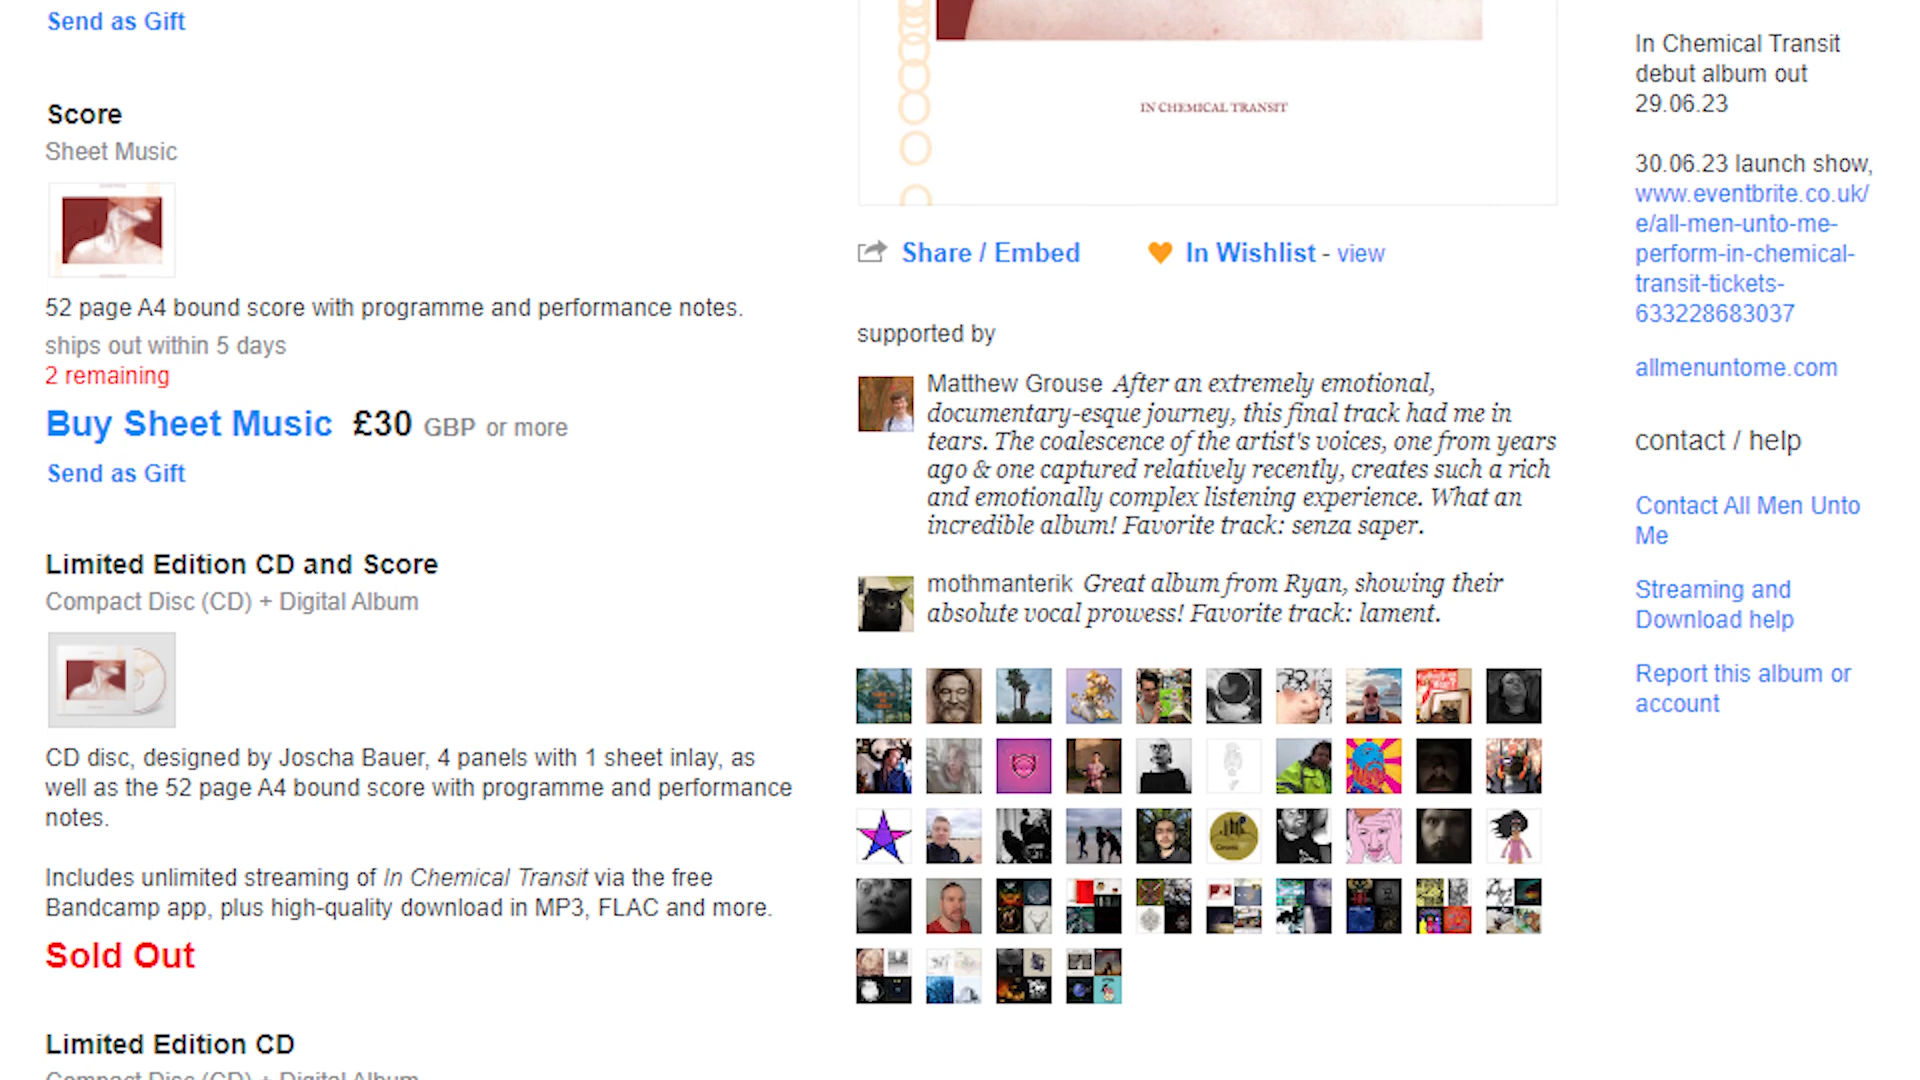 Send as Gift
Score
Sheet Music
52 page A4 bound score with programme and performance notes.
ships out within 5 days
2 remaining
Buy Sheet Music £30 GBP or more
Send as Gift
Limited Edition CD and Score
Compact Disc (CD) + Digital Album
CD disc, designed by Joscha Bauer, 4 panels with 1 sheet inlay, as
well as the 52 page A4 bound score with programme and performance
notes.
Includes unlimited streaming of In Chemical Transit via the free
Bandcamp app, plus high-quality download in MP3, FLAC and more.
Sold Out
Limited Edition CD
Compact Disc (CD) + Digital Album
IN CHEMICAL TRANSIT
Share / Embed
In Wishlist - view
supported by
Matthew Grouse After an extremely emotional,
documentary-esque journey, this final track had me in
tears. The coalescence of the artist's voices, one from years
ago & one captured relatively recently, creates such a rich
and emotionally complex listening experience. What an
incredible album! Favorite track: senza saper.
mothmanterik Great album from Ryan, showing their
absolute vocal prowess! Favorite track: lament.
In Chemical Transit
debut album out
29.06.23
30.06.23 launch show,
www.eventbrite.co.uk/
e/all-men-unto-me-
perform-in-chemical-
transit-tickets-
633228683037
allmenuntome.com
contact / help
Contact All Men Unto
Me
Streaming and
Download help
Report this album or
account